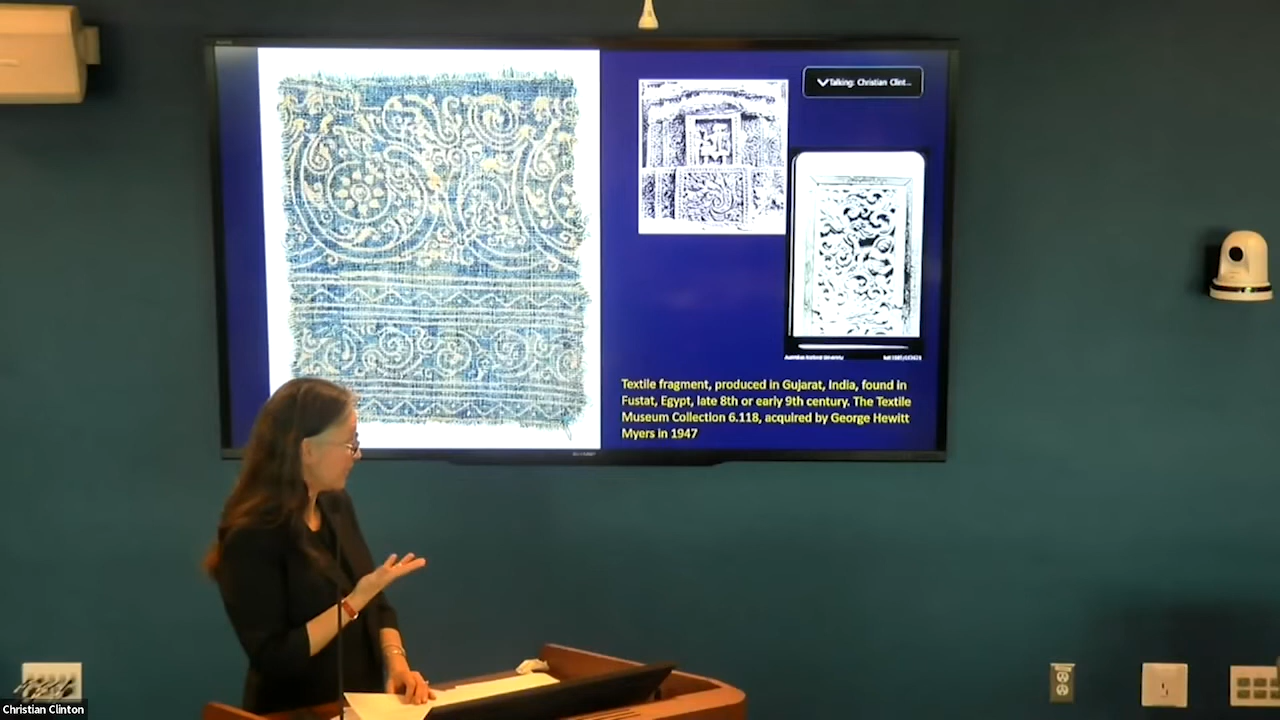 Talking: Christian Clint...
Textile fragment, produced in Gujarat, India, found in
Fustat, Egypt, late 8th or early 9th century. The Textile
Museum Collection 6.118, acquired by George Hewitt
Myers in 1947
SHARP
Christian Clinton